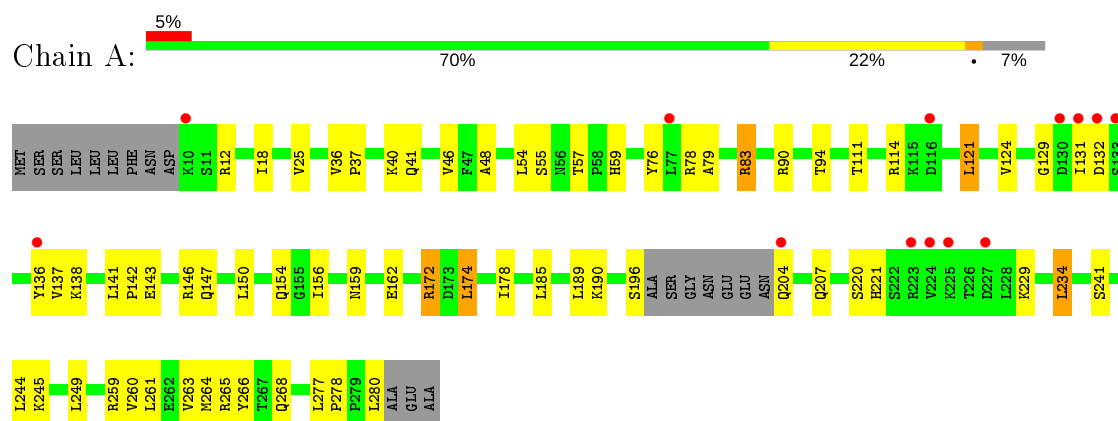 5%
Chain A:
70% 22% • 7%
MET SER SER LEU LEU LEU PHE ASN ASP K10 S11 R12 I18 V25 V36 P37 K40 Q41 V46 F47 A48 L54 S55 N56 T57 P58 H59 Y76 L77 R78 A79 R83 R90 T94 T111 R114 K115 D116 L121 V124 G129 D130 I131 D132 S133
Y136 V137 K138 L141 P142 E143 R146 Q147 L150 Q154 G155 I156 N159 E162 R172 D173 L174 I178 L185 L189 K190 S196 ALA SER GLY ASN GLU GLU ASN Q204 Q207 S220 H221 S222 R223 V224 K225 T226 D227 L228 K229 L234 S241
L244 K245 L249 R259 V260 L261 E262 V263 M264 R265 Y266 T267 Q268 L277 P278 P279 L280 ALA GLU ALA